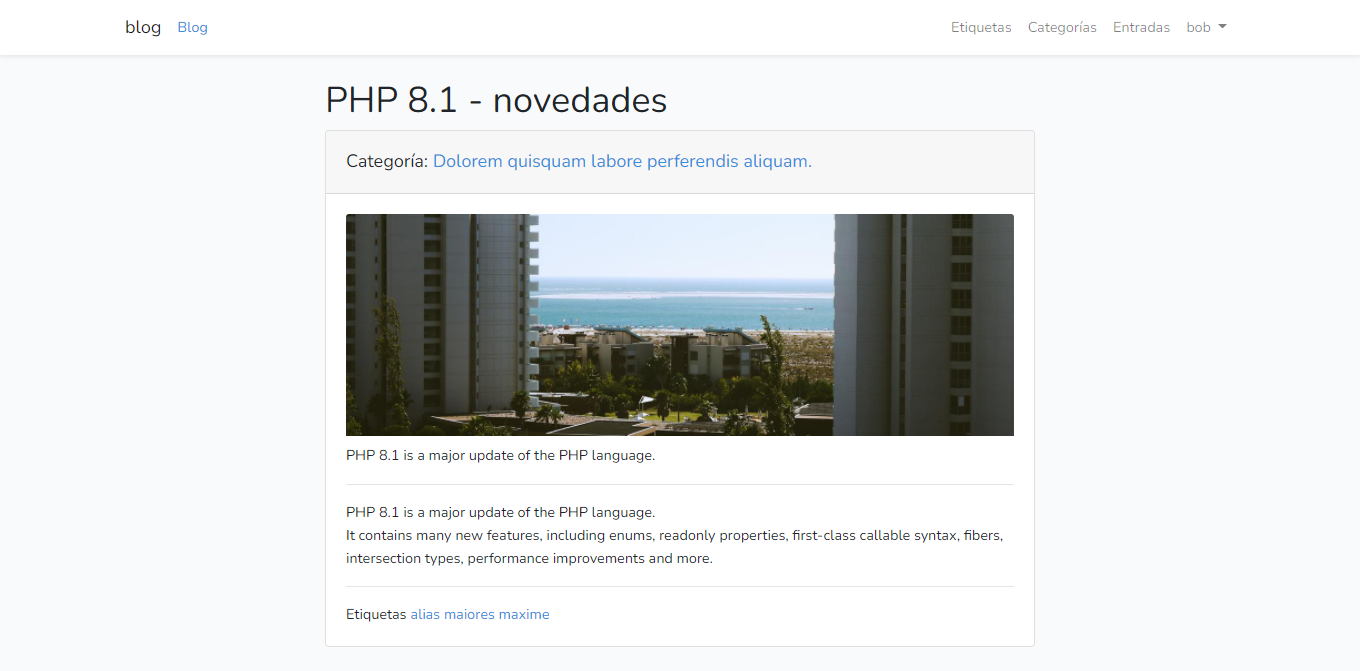 blog Blog Etiquetas Categorías Entradas bob
PHP 8.1 - novedades
Categoría: Dolorem quisquam labore perferendis aliquam.
PHP 8.1 is a major update of the PHP language.
PHP 8.1 is a major update of the PHP language.
It contains many new features, including enums, readonly properties, first-class callable syntax, fibers,
intersection types, performance improvements and more.
Etiquetas alias maiores maxime